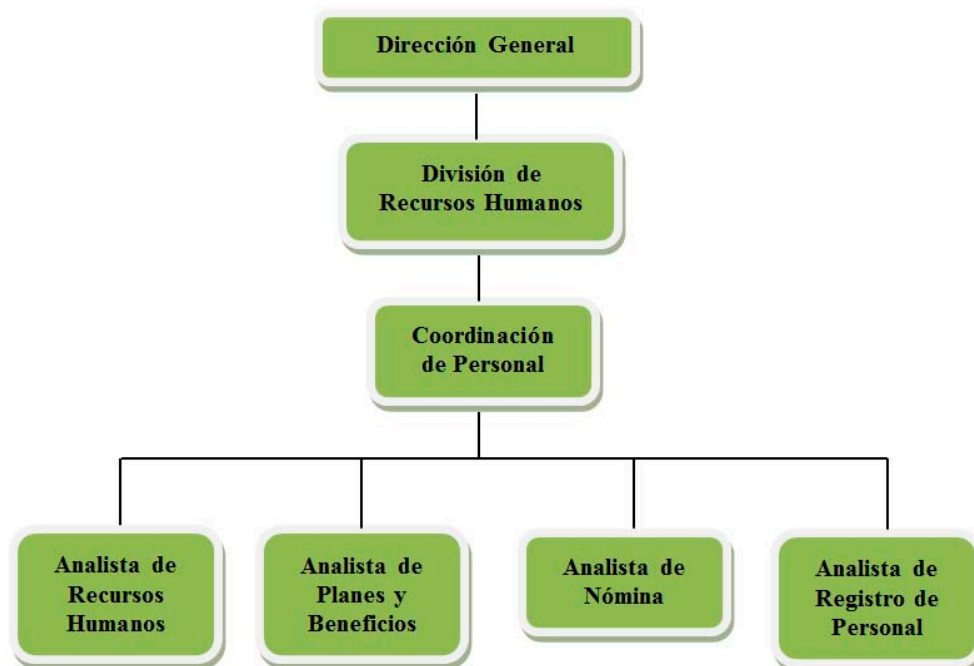 Dirección General
División de
Recursos Humanos
Coordinación
de Personal
Analista de
Recursos
Humanos
Analista de
Planes y
Beneficios
Analista de
Nómina
Analista de
Registro de
Personal